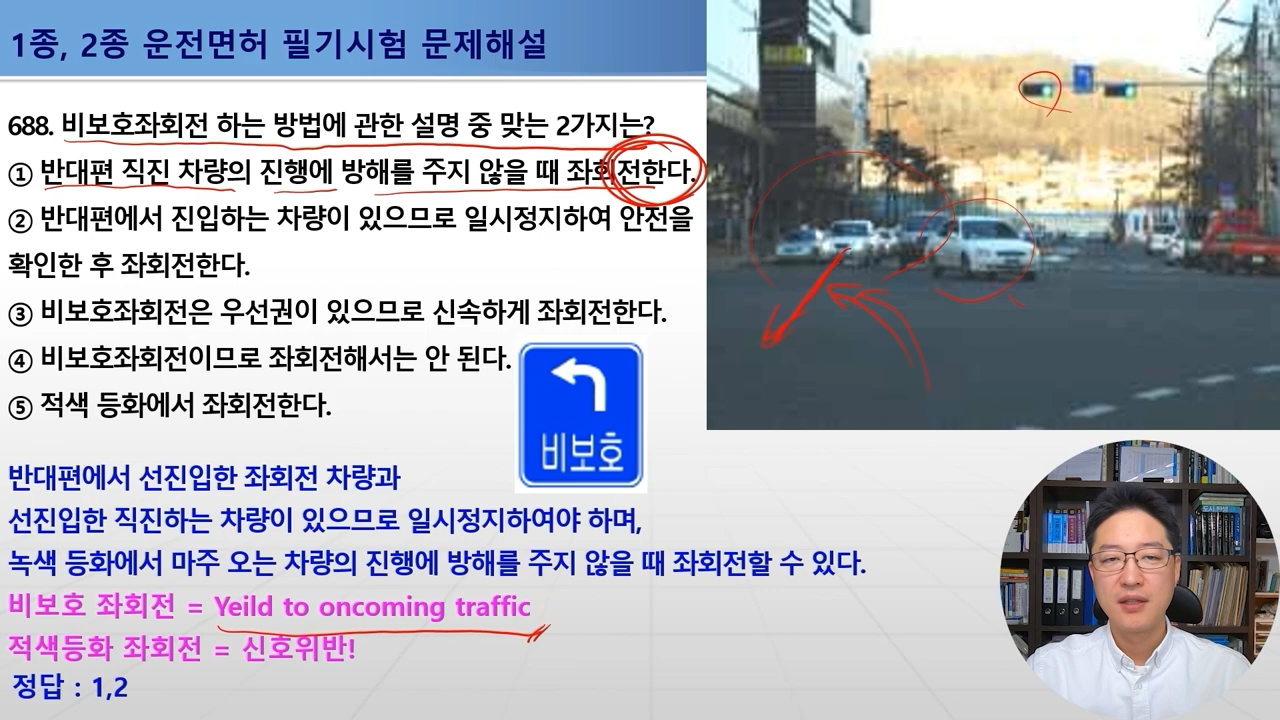 1종, 2종 운전면허 필기시험 문제해설
688. 비보호좌회전 하는 방법에 관한 설명 중 맞는 2가지는?
① 반대편 직진 차량의 진행에 방해를 주지 않을 때 좌회전한다.
② 반대편에서 진입하는 차량이 있으므로 일시정지하여 안전을
확인한 후 좌회전한다.
③ 비보호좌회전은 우선권이 있으므로 신속하게 좌회전한다.
④ 비보호좌회전이므로 좌회전해서는 안 된다.
⑤ 적색 등화에서 좌회전한다.
비보호
반대편에서 선진입한 좌회전 차량과
선진입한 직진하는 차량이 있으므로 일시정지하여야 하며,
녹색 등화에서 마주 오는 차량의 진행에 방해를 주지 않을 때 좌회전할 수 있다.
비보호 좌회전 = Yeild to oncoming traffic
적색등화 좌회전 = 신호위반!
정답 : 1,2